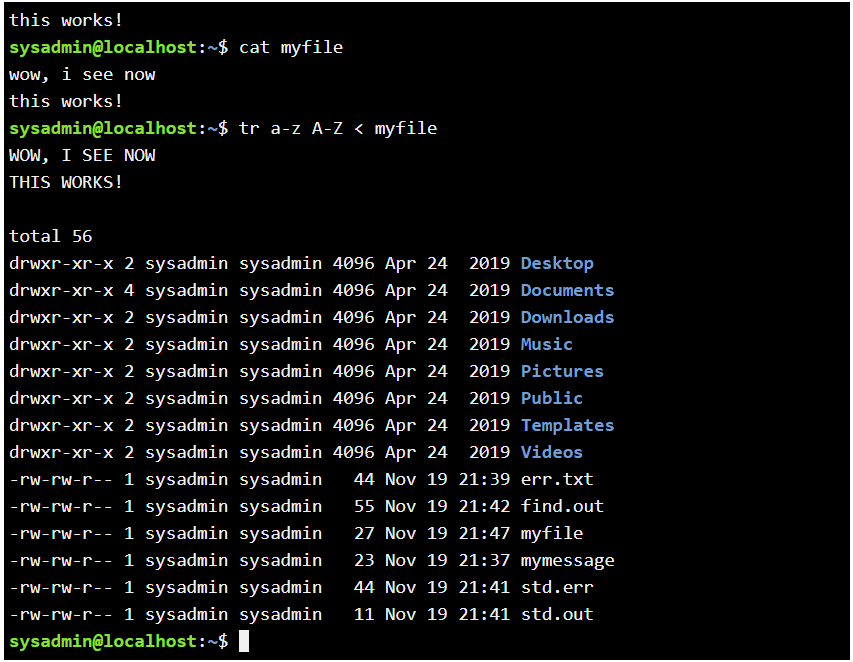 this works!
sysadmin@localhost:~$ cat myfile
wow, i see now
this works!
sysadmin@localhost:~$ tr a-z A-Z < myfile
WOW, I SEE NOW
THIS WORKS!
total 56
drwxr-xr-x 2 sysadmin sysadmin 4096 Apr 24  2019 Desktop
drwxr-xr-x 4 sysadmin sysadmin 4096 Apr 24  2019 Documents
drwxr-xr-x 2 sysadmin sysadmin 4096 Apr 24  2019 Downloads
drwxr-xr-x 2 sysadmin sysadmin 4096 Apr 24  2019 Music
drwxr-xr-x 2 sysadmin sysadmin 4096 Apr 24  2019 Pictures
drwxr-xr-x 2 sysadmin sysadmin 4096 Apr 24  2019 Public
drwxr-xr-x 2 sysadmin sysadmin 4096 Apr 24  2019 Templates
drwxr-xr-x 2 sysadmin sysadmin 4096 Apr 24  2019 Videos
-rw-rw-r-- 1 sysadmin sysadmin   44 Nov 19 21:39 err.txt
-rw-rw-r-- 1 sysadmin sysadmin   55 Nov 19 21:42 find.out
-rw-rw-r-- 1 sysadmin sysadmin   27 Nov 19 21:47 myfile
-rw-rw-r-- 1 sysadmin sysadmin   23 Nov 19 21:37 mymessage
-rw-rw-r-- 1 sysadmin sysadmin   44 Nov 19 21:41 std.err
-rw-rw-r-- 1 sysadmin sysadmin   11 Nov 19 21:41 std.out
sysadmin@localhost:~$